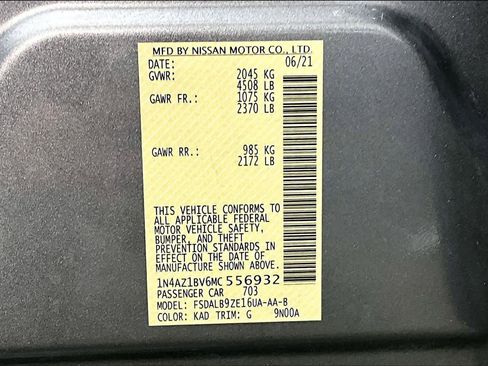 MFD BY NISSAN MOTOR CO., LTD.
DATE: 06/21
GVWR: 2045 KG
4508 LB
GAWR FR.: 1075 KG
2370 LB
GAWR RR.: 985 KG
2172 LB
THIS VEHICLE CONFORMS TO
ALL APPLICABLE FEDERAL
MOTOR VEHICLE SAFETY,
BUMPER, AND THEFT
PREVENTION STANDARDS IN
EFFECT ON THE DATE OF
MANUFACTURE SHOWN ABOVE.
1N4AZ1BV6MC 556932
PASSENGER CAR 703
MODEL: FSDALB9ZE16UA-AA-B
COLOR: KAD TRIM: G 9N00A